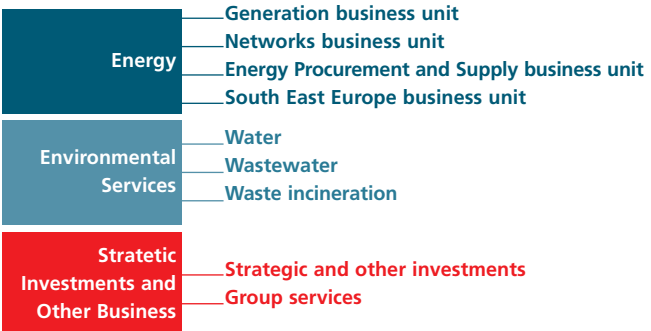 Energy
Generation business unit
Networks business unit
Energy Procurement and Supply business unit
South East Europe business unit
Environmental
Services
Water
Wastewater
Waste incineration
Stratetic
Investments and
Other Business
Strategic and other investments
Group services